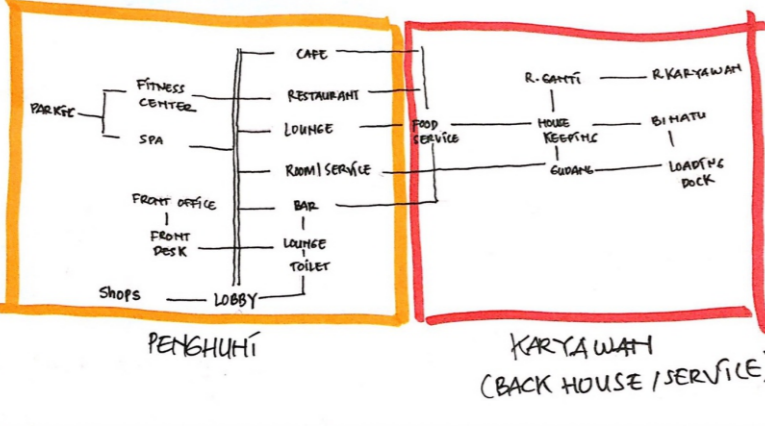 PARKIR
FITNESS
CENTER
SPA
FRONT OFFICE
FRONT
DESK
Shops
LOBBY
CAFE
RESTAURANT
LOUNGE
ROOM/SERVICE
BAR
LOUNGE
TOILET
FOOD
SERVICE
R.GANTI
R.KARYAWAN
HOUSE
KEEPING
BINATU
GUDANG
LOADING
DOCK
PENGHUNI
KARYAWAN
(BACK HOUSE/SERVICE)